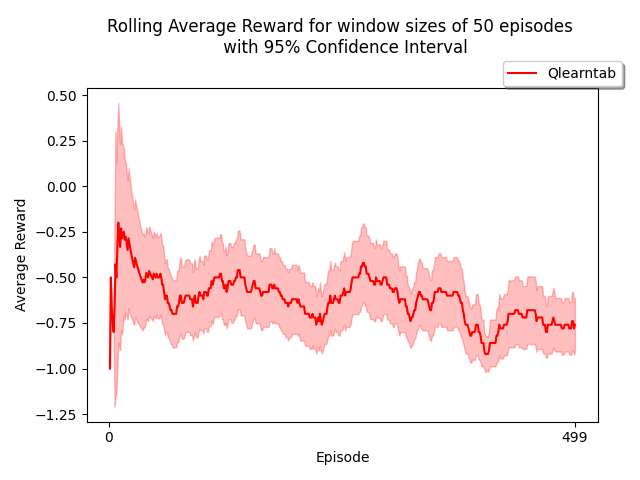 Rolling Average Reward for window sizes of 50 episodes
with 95% Confidence Interval
Qlearntab
0.50
0.25
0.00
−0.25
−0.50
−0.75
−1.00
−1.25
Average Reward
0
499
Episode